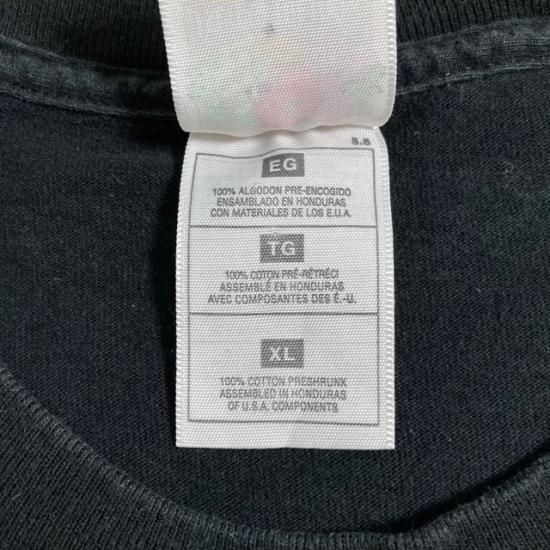 5.5
EG
100% ALGODON PRE-ENCOGIDO
ENSAMBLADO EN HONDURAS
CON MATERIALES DE LOS E.U.A.
TG
100% COTON PRÉ-RÉTRÉCI
ASSEMBLÉ EN HONDURAS
AVEC COMPOSANTES DES É.-U.
XL
100% COTTON PRESHRUNK
ASSEMBLED IN HONDURAS
OF U.S.A. COMPONENTS